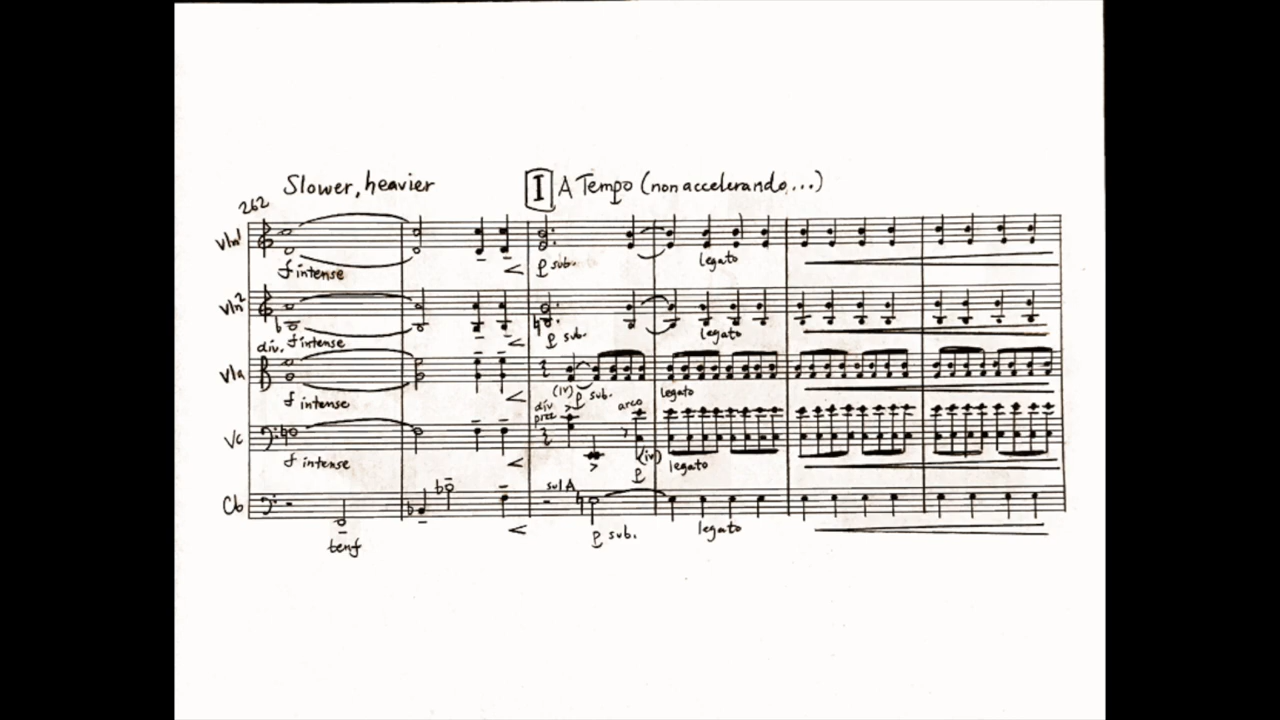 Slower, heavier
I A Tempo (non accelerando...)
262
Vln1
f intense
p sub.
legato
Vln2
div. f intense
p sub.
legato
Vla
f intense
(IV) p sub.
legato
div
pizz
arco
Vc
f intense
(IV)
p
legato
Cb
sul A
tenf
p sub.
legato